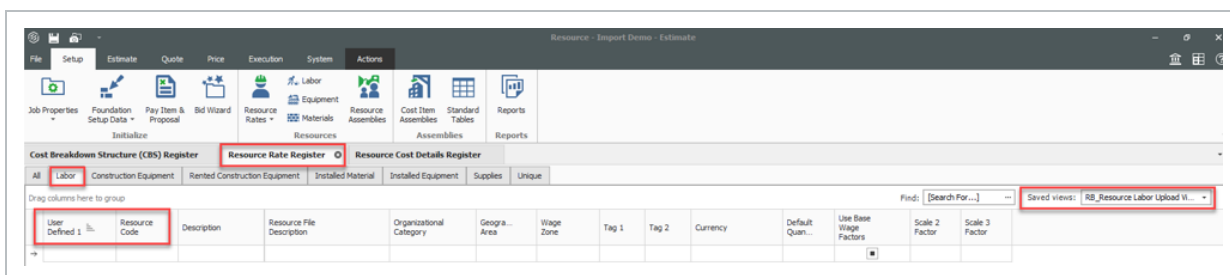 Resource - Import Demo - Estimate
File Setup Estimate Quote Price Execution System Actions
Job Properties
Foundation Setup Data
Pay Item & Proposal
Bid Wizard
Resource Rates
Labor
Equipment
Materials
Resource Assemblies
Cost Item Assemblies
Standard Tables
Reports
Initialize Resources Assemblies Reports
Cost Breakdown Structure (CBS) Register Resource Rate Register Resource Cost Details Register
All Labor Construction Equipment Rented Construction Equipment Installed Material Installed Equipment Supplies Unique
Drag columns here to group Find: [Search For...] Saved views: RB_Resource Labor Upload Vi...
User Defined 1
Resource Code
Description
Resource File Description
Organizational Category
Geogra... Area
Wage Zone
Tag 1
Tag 2
Currency
Default Quan...
Use Base Wage Factors
Scale 2 Factor
Scale 3 Factor